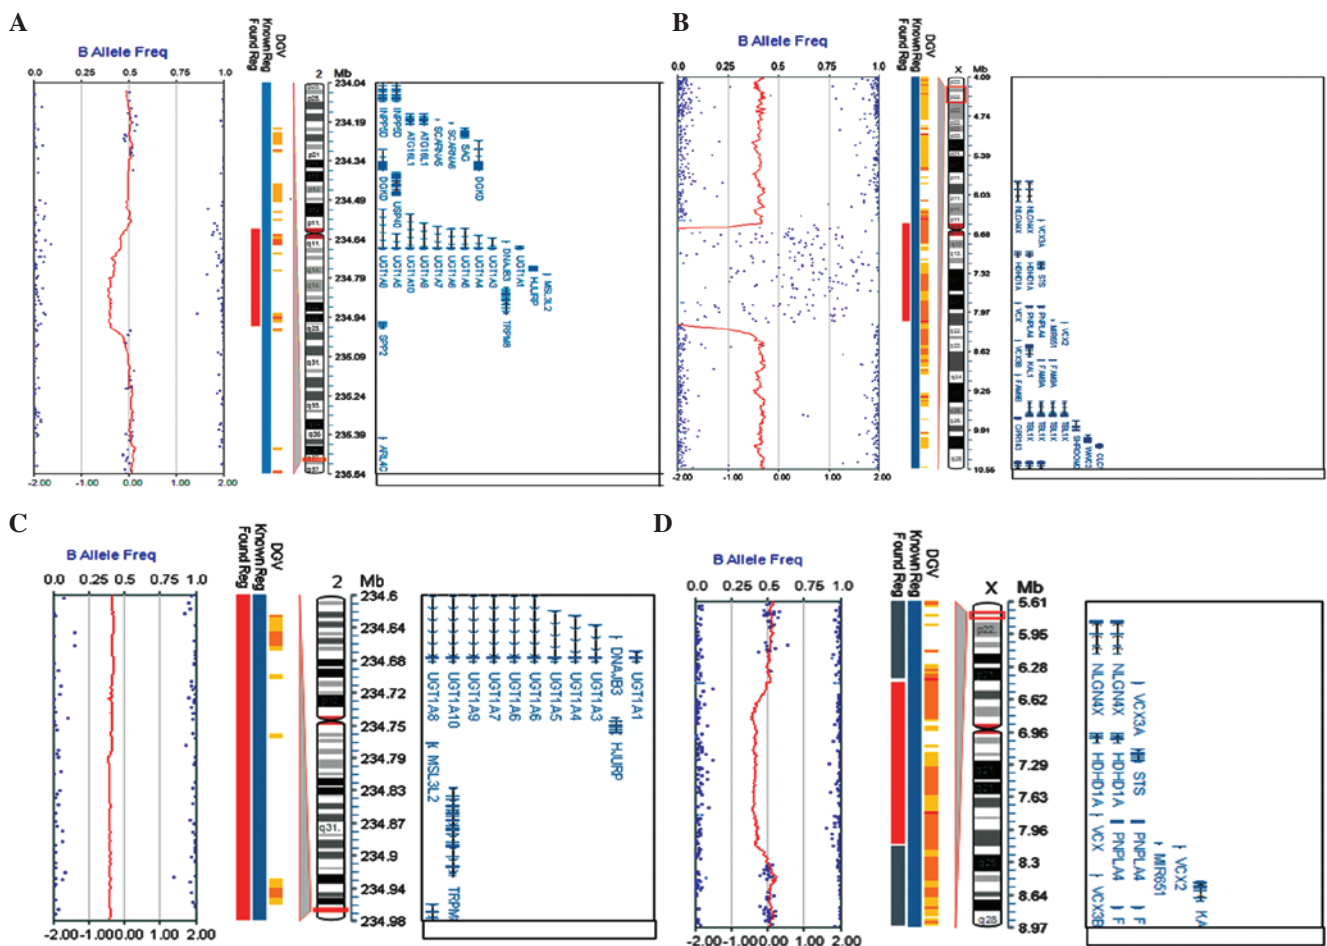 A
B Allele Freq
0.0 0.25 0.5 0.75 1.0
Found Reg
Known Reg
DGV
2 Mb
234.04
234.19
234.34
234.49
234.64
234.79
234.94
236.09
236.24
236.39
236.54
-2.00 -1.00 0.00 1.00 2.00
INPP5D INPP5D ATG16L1 ATG16L1 SCARNA5 SCARNA6 SAG DGKD
DGKD USP40
UGT1A8 UGT1A10 UGT1A9 UGT1A7 UGT1A6 UGT1A4 UGT1A3 DNAJB3 UGT1A1
HJURP MSL3L2
SPP2 TRPM8
ARL4C
B
B Allele Freq
0.0 0.25 0.5 0.75 1.0
Found Reg
Known Reg
DGV
X Mb
4.09
4.74
5.39
6.03
6.68
7.32
7.97
8.62
9.26
9.91
10.55
-2.00 -1.00 0.00 1.00 2.00
NLGN4X NLGN4X VCX3A
HDHD1A HDHD1A STS
VCX PNPLA4 PNPLA4 MIR651 VCX2
VCX3B KAL1 FAM9A FAM9A
FAM9B
GPR143 TBL1X TBL1X TBL1X TBL1X WWC3
C
B Allele Freq
0.0 0.25 0.5 0.75 1.0
Found Reg
Known Reg
DGV
2 Mb
q31.
234.6
234.64
234.68
234.72
234.75
234.79
234.83
234.87
234.9
234.94
234.98
-2.00 -1.00 0.00 1.00 2.00
UGT1A8 UGT1A10 UGT1A9 UGT1A7 UGT1A6 UGT1A6 UGT1A5 UGT1A4 UGT1A3 DNAJB3 UGT1A1
MSL3L2 HJURP
TRPM
D
B Allele Freq
0.0 0.25 0.5 0.75 1.0
Found Reg
Known Reg
DGV
X Mb
p22.
q28
5.61
5.95
6.28
6.62
6.96
7.29
7.63
7.96
8.3
8.64
8.97
-2.00 -1.00 0.00 1.00 2.00
NLGN4X NLGN4X VCX3A
HDHD1A HDHD1A STS
VCX PNPLA4 PNPLA4 MIR651 VCX2
VCX3B F F KA